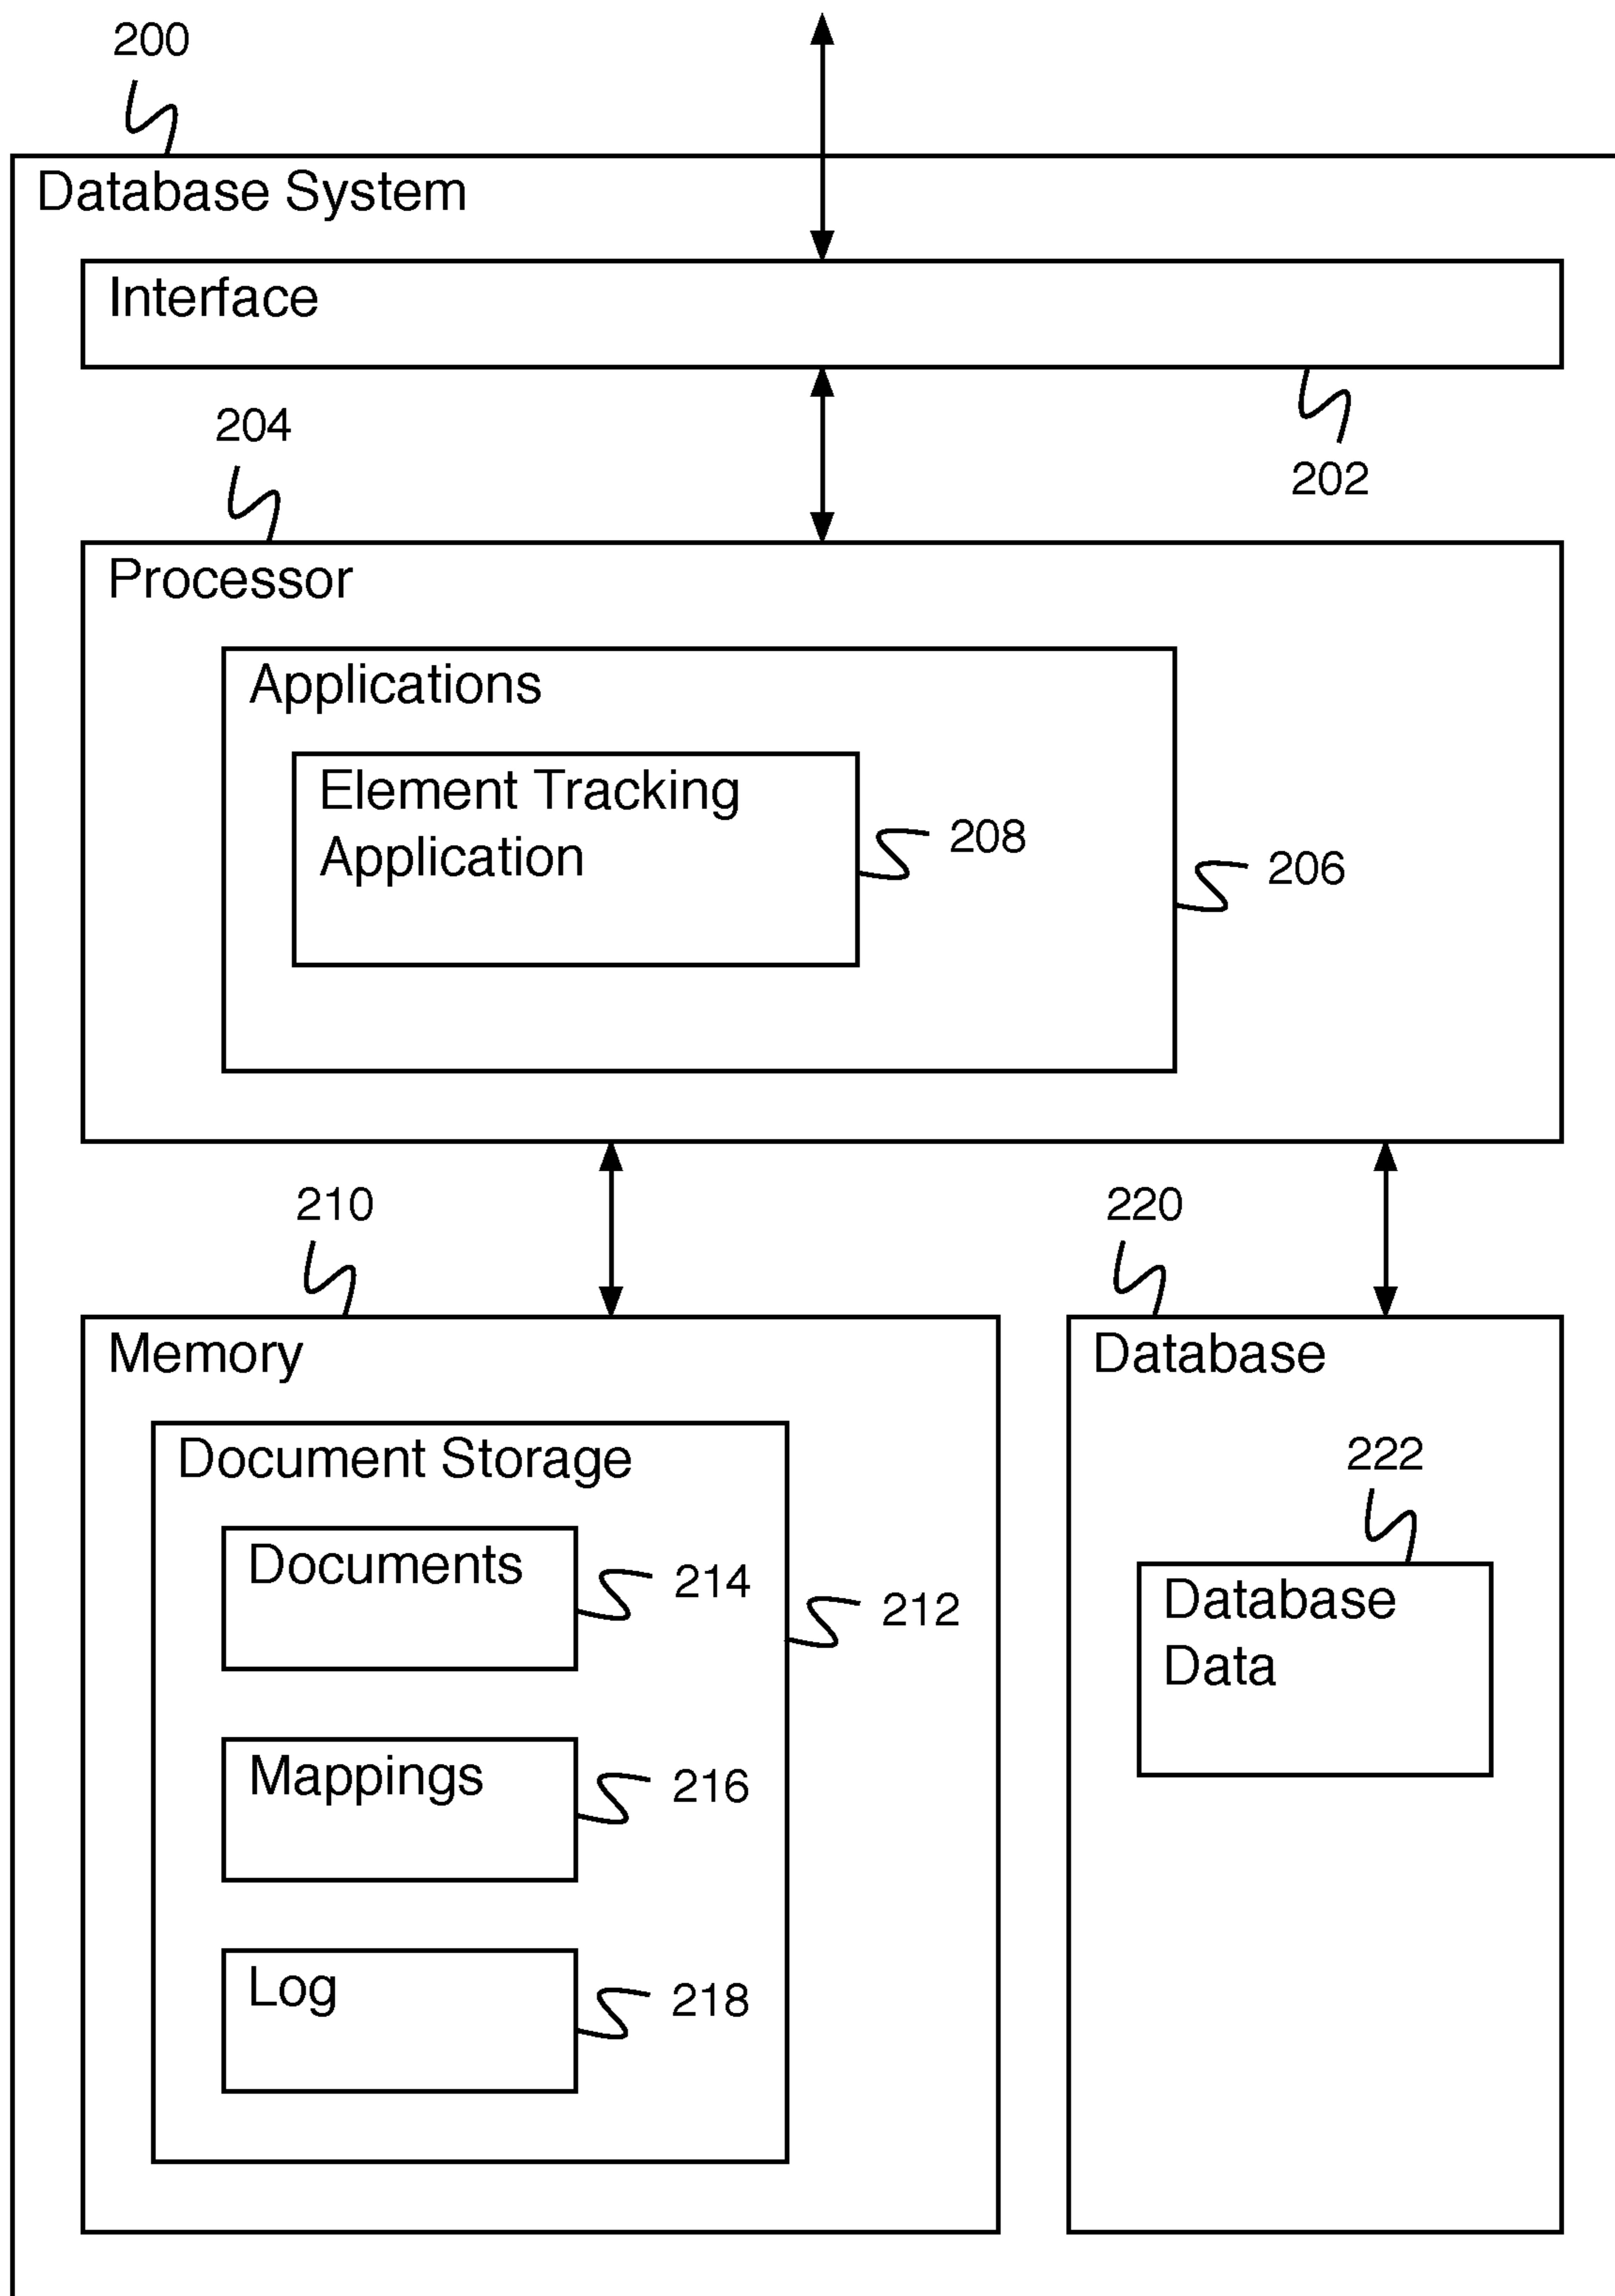 200
Database System
Interface
202
204
Processor
Applications
Element Tracking
Application
208
206
210
220
Memory
Database
Document Storage
222
Documents
214
212
Database
Data
Mappings
216
Log
218